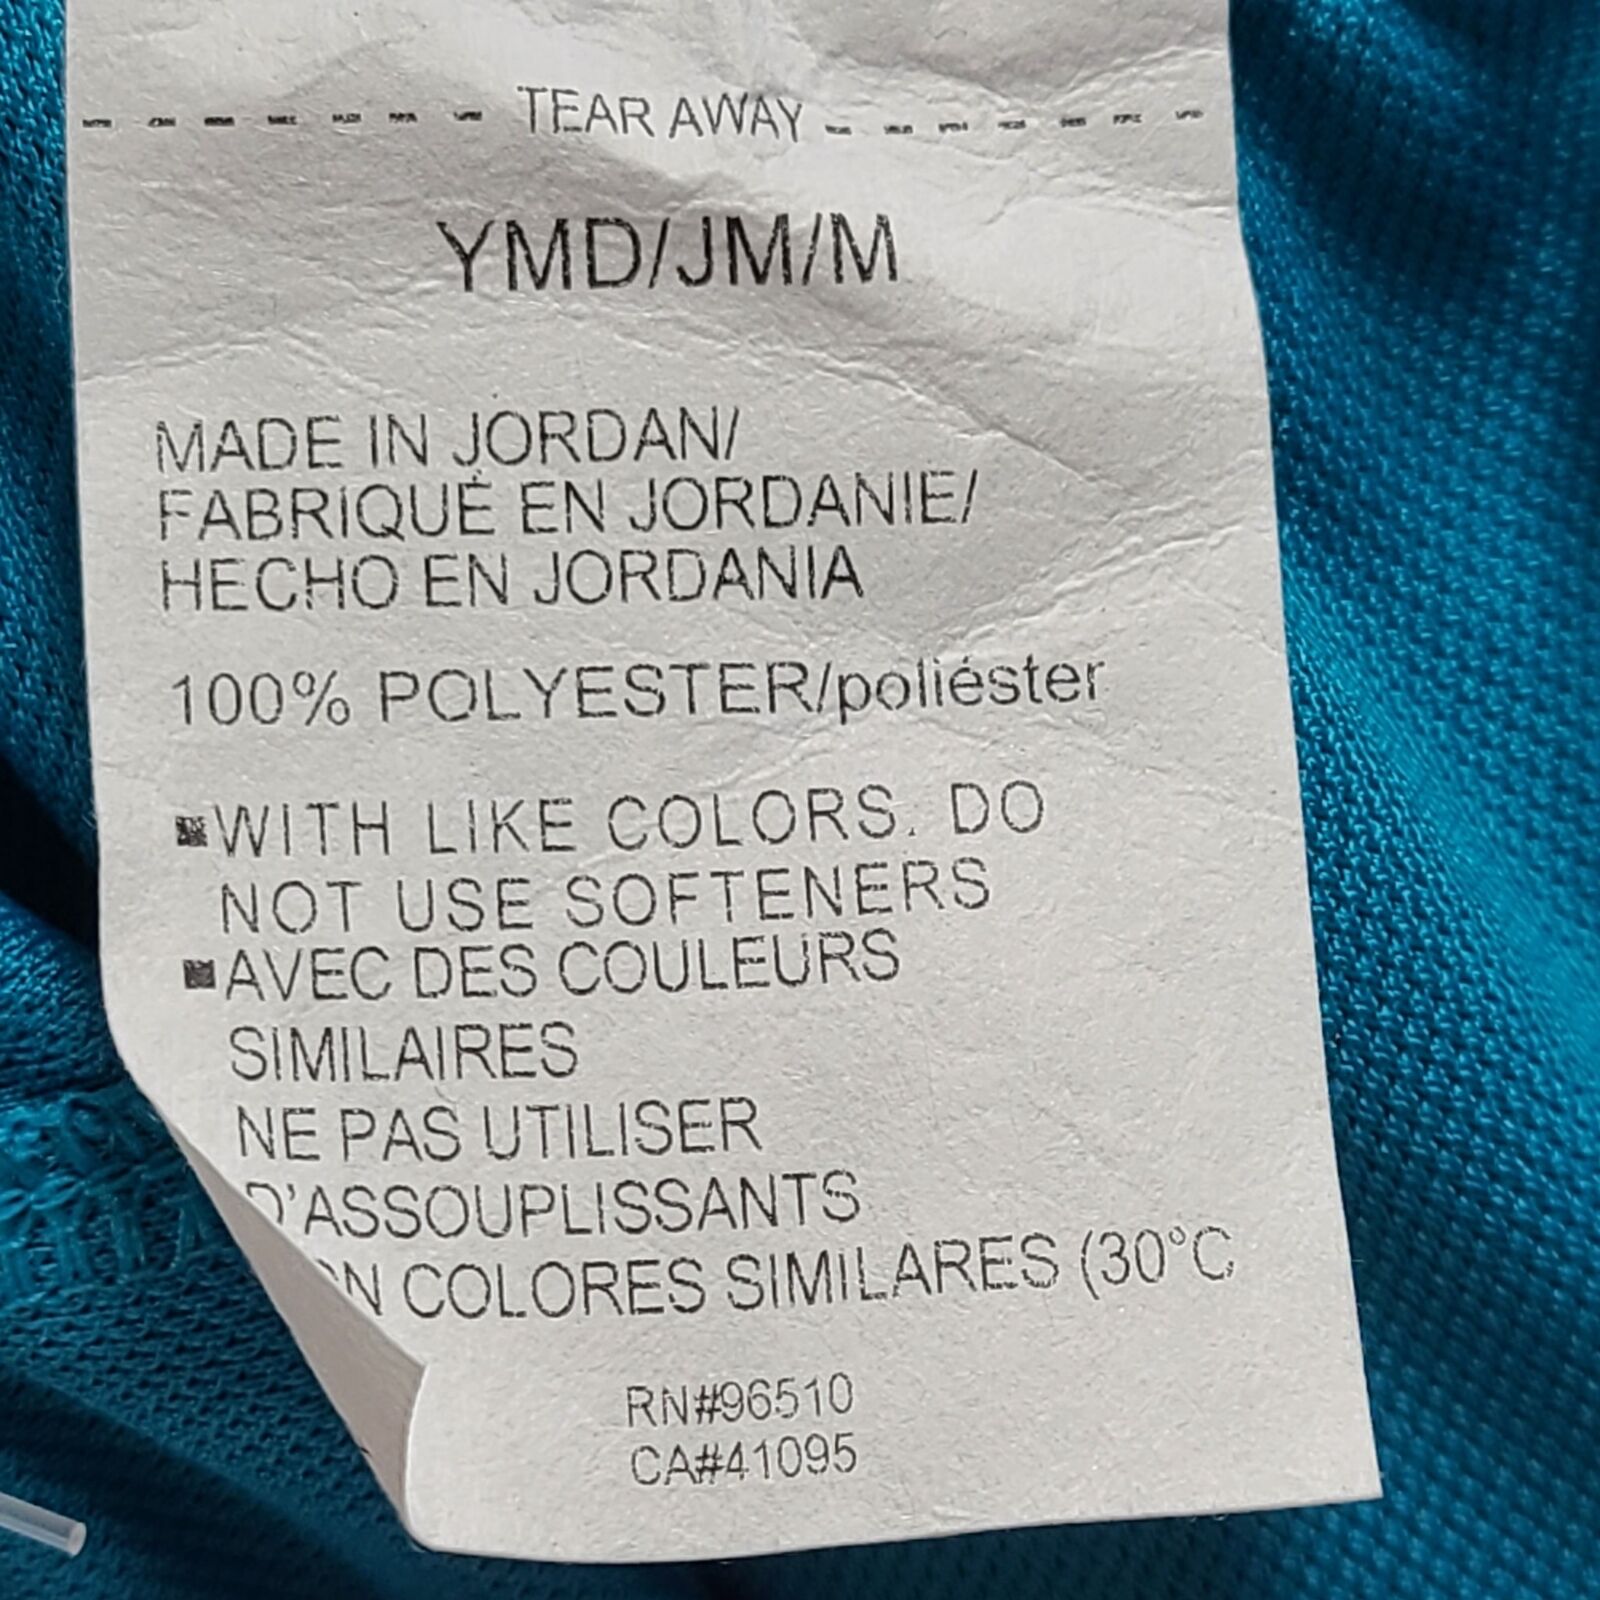 TEAR AWAY
YMD/JM/M
MADE IN JORDAN/
FABRIQUÉ EN JORDANIE/
HECHO EN JORDANIA
100% POLYESTER/poliéster
WITH LIKE COLORS. DO
NOT USE SOFTENERS
AVEC DES COULEURS
SIMILAIRES
NE PAS UTILISER
D'ASSOUPLISSANTS
COLORES SIMILARES (30°C
RN#96510
CA#41095